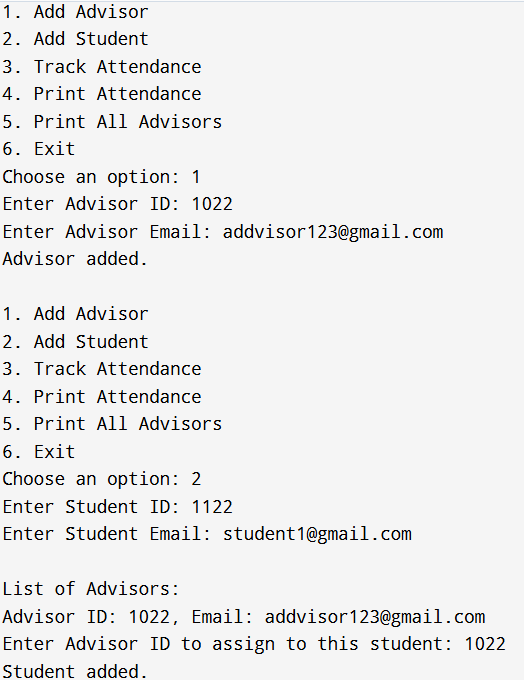 1. Add Advisor
2. Add Student
3. Track Attendance
4. Print Attendance
5. Print All Advisors
6. Exit
Choose an option: 1
Enter Advisor ID: 1022
Enter Advisor Email: addvisor123@gmail.com
Advisor added.

1. Add Advisor
2. Add Student
3. Track Attendance
4. Print Attendance
5. Print All Advisors
6. Exit
Choose an option: 2
Enter Student ID: 1122
Enter Student Email: student1@gmail.com

List of Advisors:
Advisor ID: 1022, Email: addvisor123@gmail.com
Enter Advisor ID to assign to this student: 1022
Student added.